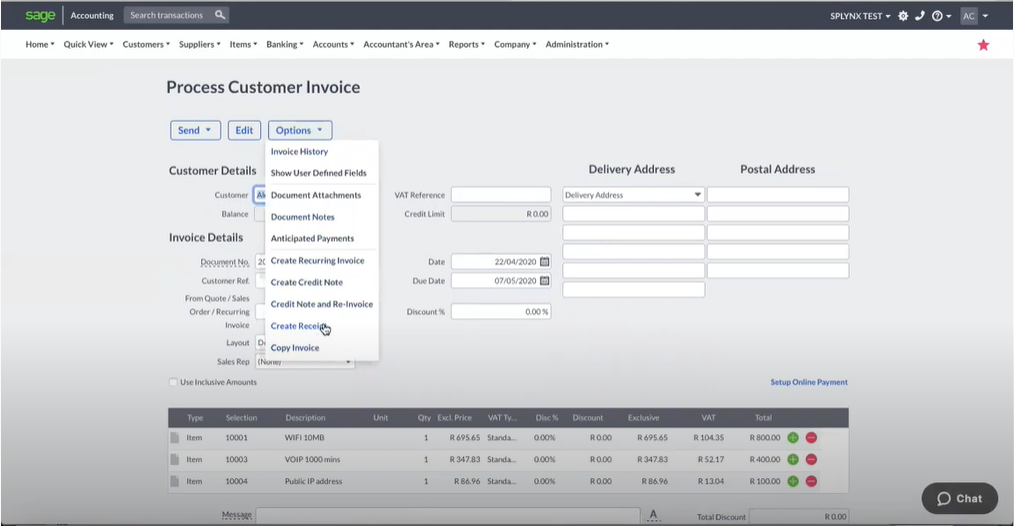 sage Accounting Search transactions SPLYNX TEST AC
Home Quick View Customers Suppliers Items Banking Accounts Accountant's Area Reports Company Administration
Process Customer Invoice
Send Edit Options
Invoice History
Show User Defined Fields
Document Attachments
Document Notes
Anticipated Payments
Create Recurring Invoice
Create Credit Note
Credit Note and Re-Invoice
Create Receipt
Copy Invoice
Customer Details
Customer
Balance
VAT Reference
Credit Limit R 0.00
Delivery Address
Delivery Address
Postal Address
Invoice Details
Document No. 20
Customer Ref.
From Quote / Sales
Order / Recurring
Invoice
Layout
Sales Rep (None)
Date 22/04/2020
Due Date 07/05/2020
Discount % 0.00 %
Use Inclusive Amounts
Setup Online Payment
Type Selection Description Unit Qty Excl. Price VAT Ty... Disc % Discount Exclusive VAT Total
Item 10001 WIFI 10MB 1 R 695.65 Standa... 0.00% R 0.00 R 695.65 R 104.35 R 800.00
Item 10003 VOIP 1000 mins 1 R 347.83 Standa... 0.00% R 0.00 R 347.83 R 52.17 R 400.00
Item 10004 Public IP address 1 R 86.96 Standa... 0.00% R 0.00 R 86.96 R 13.04 R 100.00
Message A Total Discount R 0.00
Chat